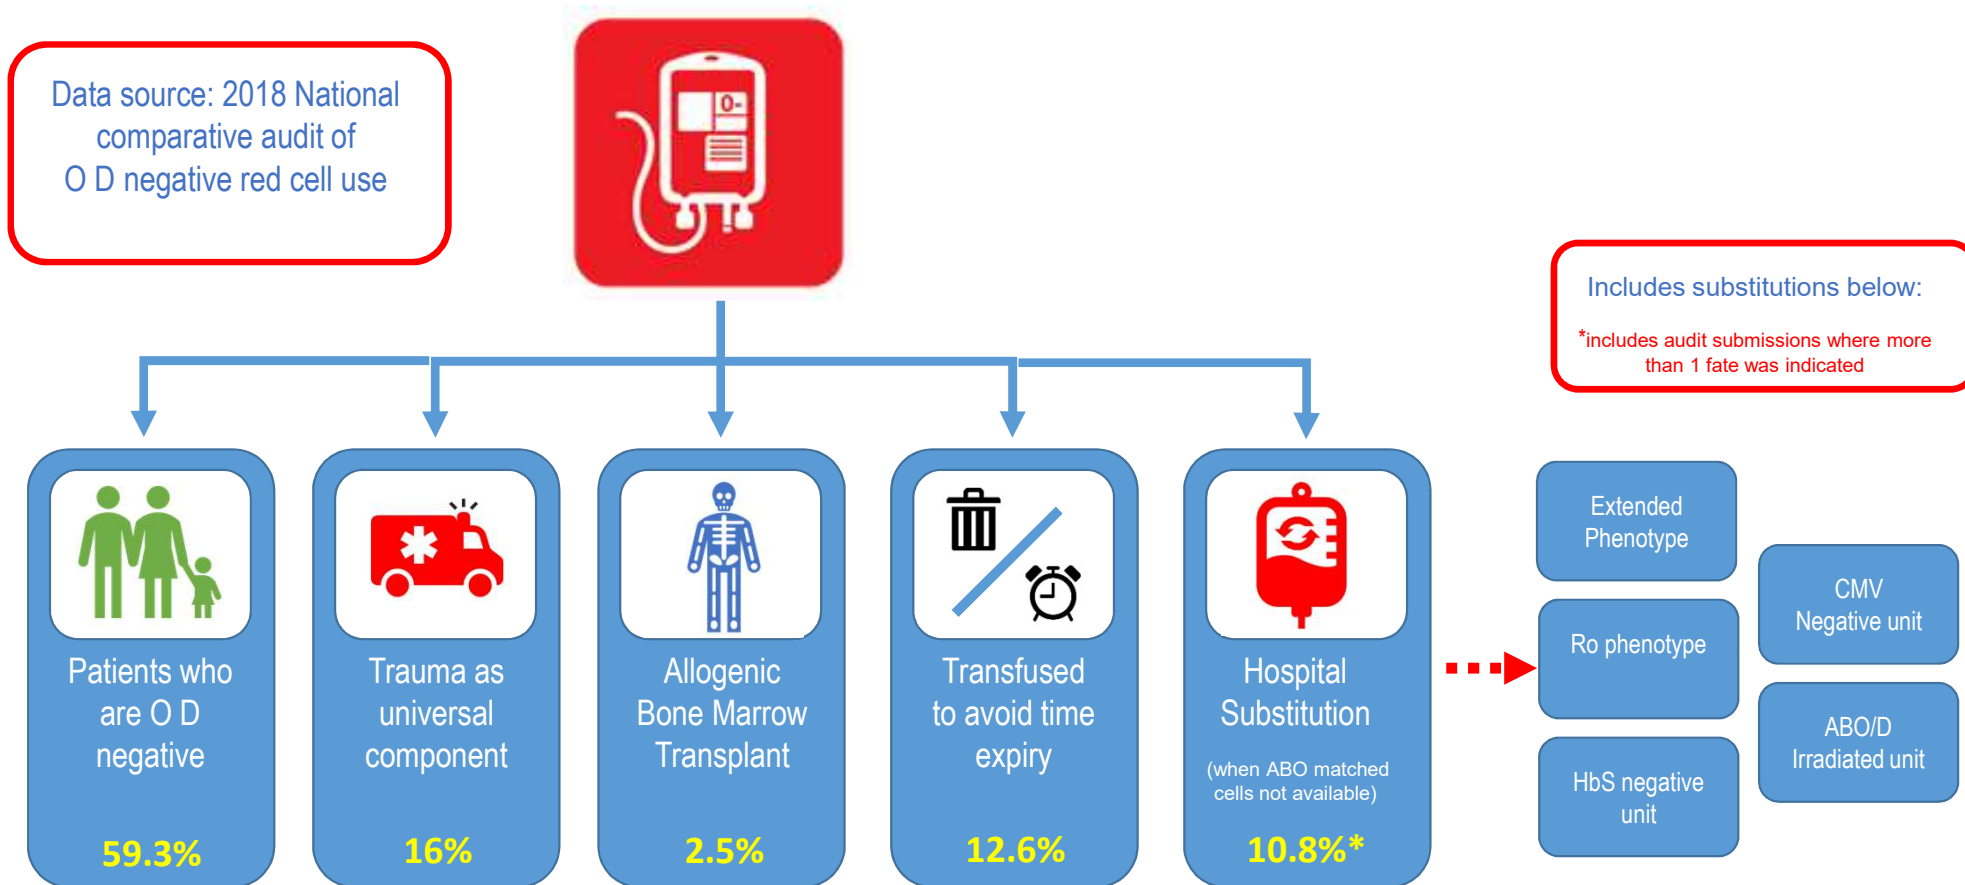 Data source: 2018 National
comparative audit of
O D negative red cell use
O-
Includes substitutions below:
*includes audit submissions where more
than 1 fate was indicated
Patients who
are O D
negative
59.3%
Trauma as
universal
component
16%
Allogenic
Bone Marrow
Transplant
2.5%
Transfused
to avoid time
expiry
12.6%
Hospital
Substitution
(when ABO matched
cells not available)
10.8%*
Extended
Phenotype
Ro phenotype
HbS negative
unit
CMV
Negative unit
ABO/D
Irradiated unit